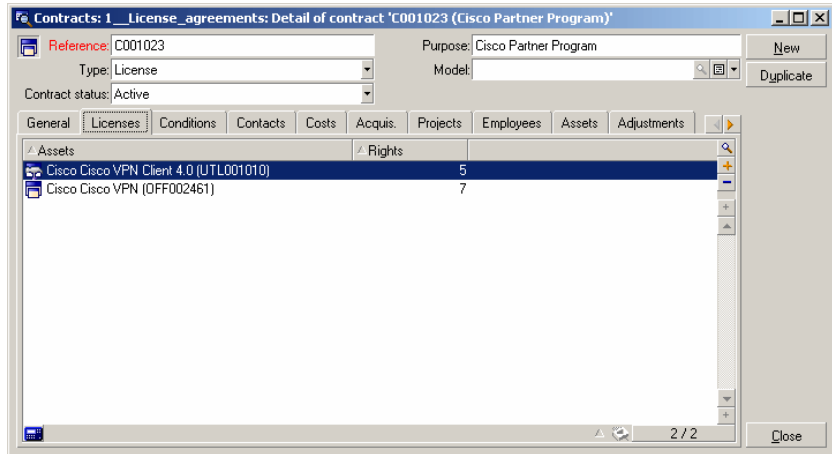 Contracts: 1__License_agreements: Detail of contract 'C001023 (Cisco Partner Program)'
Reference: C001023 Purpose: Cisco Partner Program New
Type: License Model: Duplicate
Contract status: Active
General Licenses Conditions Contacts Costs Acquis. Projects Employees Assets Adjustments
Assets Rights
Cisco Cisco VPN Client 4.0 (UTL001010) 5
Cisco Cisco VPN (OFF002461) 7
2 / 2 Close